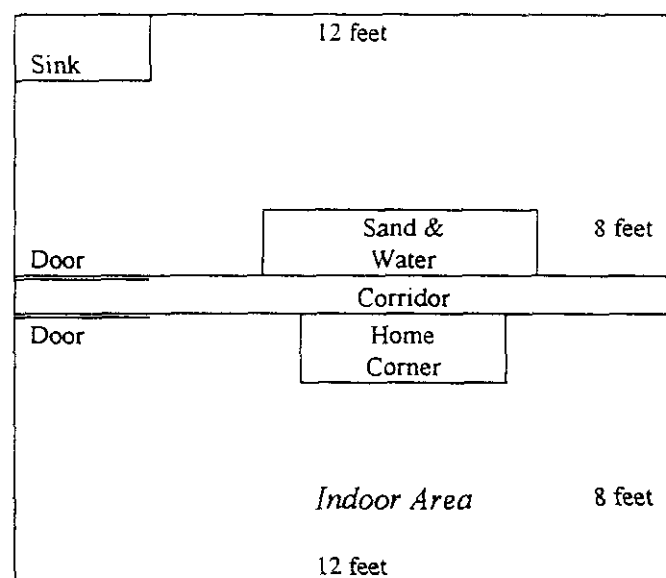 12 feet
Sink
Sand &
Water
8 feet
Door
Corridor
Door
Home
Corner
Indoor Area
8 feet
12 feet